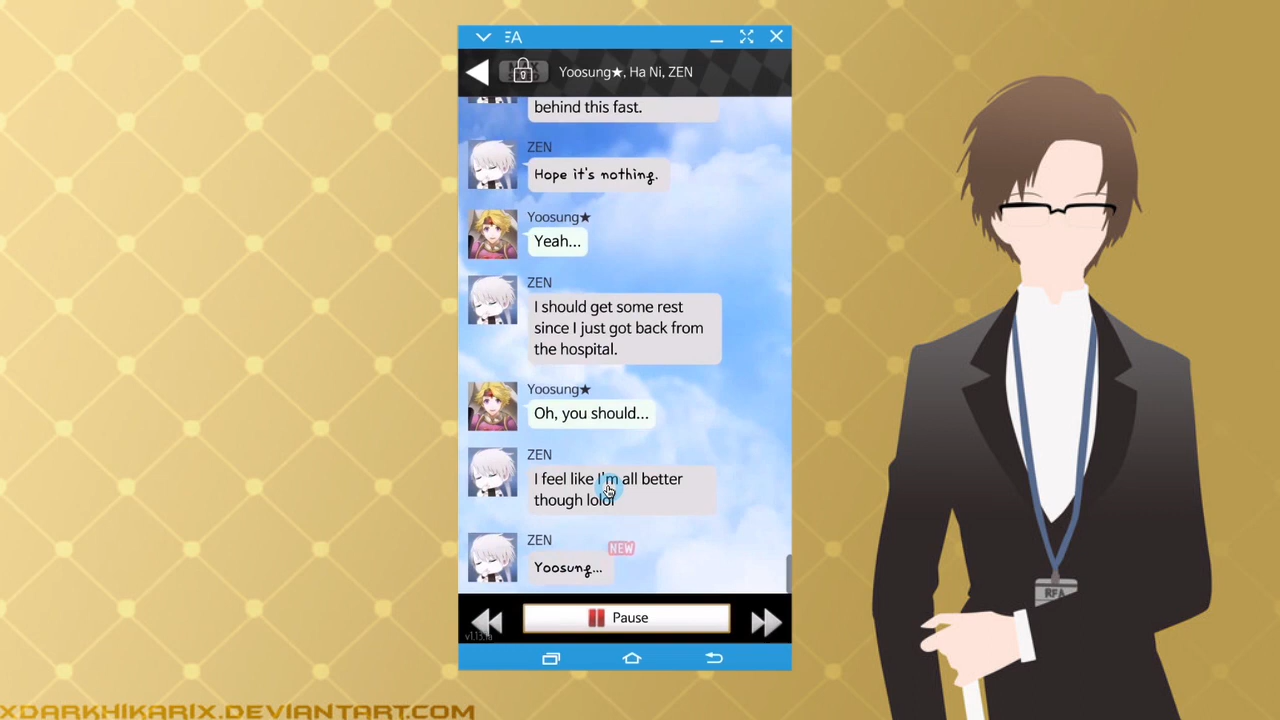 ΞA
Yoosung★, Ha Ni, ZEN
behind this fast.
ZEN
Hope it's nothing.
Yoosung★
Yeah...
ZEN
I should get some rest
since I just got back from
the hospital.
Yoosung★
Oh, you should...
ZEN
I feel like I'm all better
though lolol
ZEN
NEW
Yoosung...
Pause
RFA
XDARKHIKARIX.DEVIANTART.COM